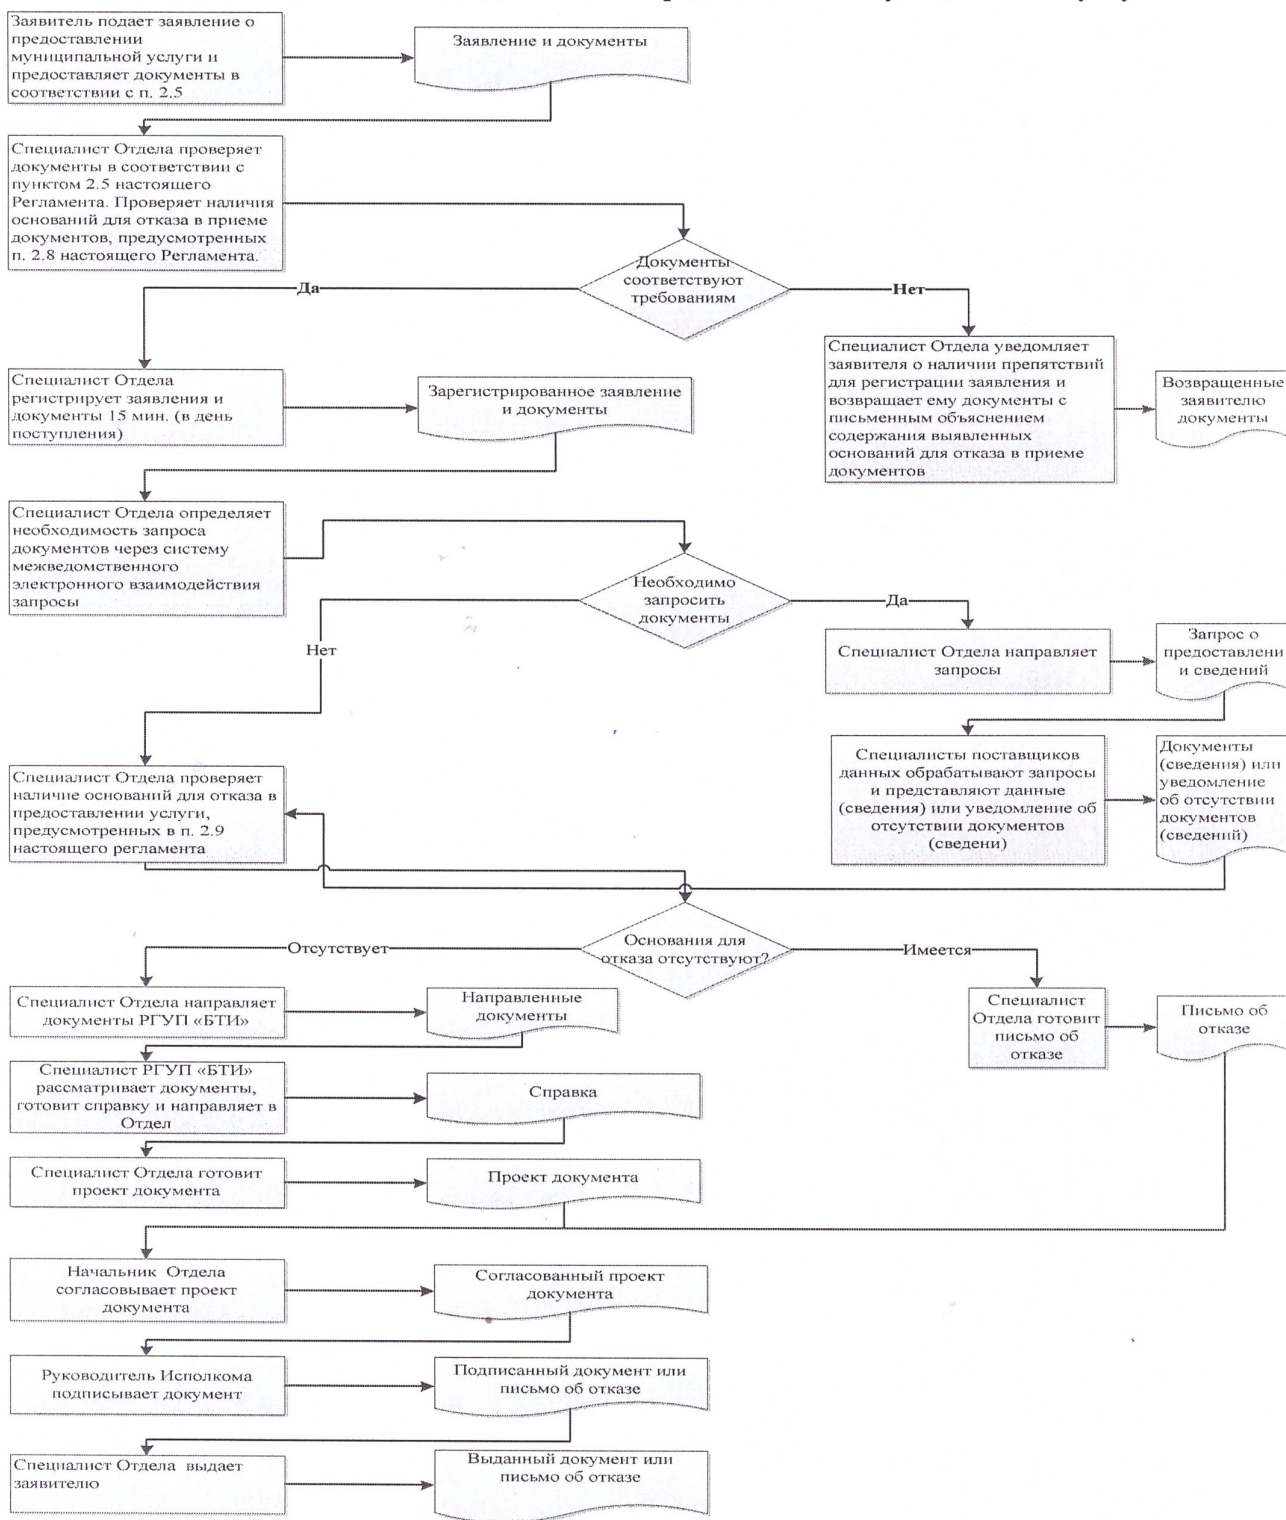 Заявитель подает заявление о
предоставлении
муниципальной услуги и
предоставляет документы в
соответствии с п. 2.5
Заявление и документы
Специалист Отдела проверяет
документы в соответствии с
пунктом 2.5 настоящего
Регламента. Проверяет наличия
оснований для отказа в приеме
документов, предусмотренных
п. 2.8 настоящего Регламента.
Документы
соответствуют
требованиям
Да
Нет
Специалист Отдела
регистрирует заявления и
документы 15 мин. (в день
поступления)
Зарегистрированное заявление
и документы
Специалист Отдела уведомляет
заявителя о наличии препятствий
для регистрации заявления и
возвращает ему документы с
письменным объяснением
содержания выявленных
оснований для отказа в приеме
документов
Возвращенные
заявителю
документы
Специалист Отдела определяет
необходимость запроса
документов через систему
межведомственного
электронного взаимодействия
запросы
Необходимо
запросить
документы
Да
Нет
Специалист Отдела направляет
запросы
Запрос о
предоставлени
и сведений
Специалисты поставщиков
данных обрабатывают запросы
и представляют данные
(сведения) или уведомление об
отсутствии документов
(сведени)
Документы
(сведения) или
уведомление
об отсутствии
документов
(сведений)
Специалист Отдела проверяет
наличие оснований для отказа в
предоставлении услуги,
предусмотренных в п. 2.9
настоящего регламента
Основания для
отказа отсутствуют?
Отсутствует
Имеется
Специалист Отдела направляет
документы РГУП «БТИ»
Направленные
документы
Специалист
Отдела готовит
письмо об
отказе
Письмо об
отказе
Специалист РГУП «БТИ»
рассматривает документы,
готовит справку и направляет в
Отдел
Справка
Специалист Отдела готовит
проект документа
Проект документа
Начальник Отдела
согласовывает проект
документа
Согласованный проект
документа
Руководитель Исполкома
подписывает документ
Подписанный документ или
письмо об отказе
Специалист Отдела выдает
заявителю
Выданный документ или
письмо об отказе